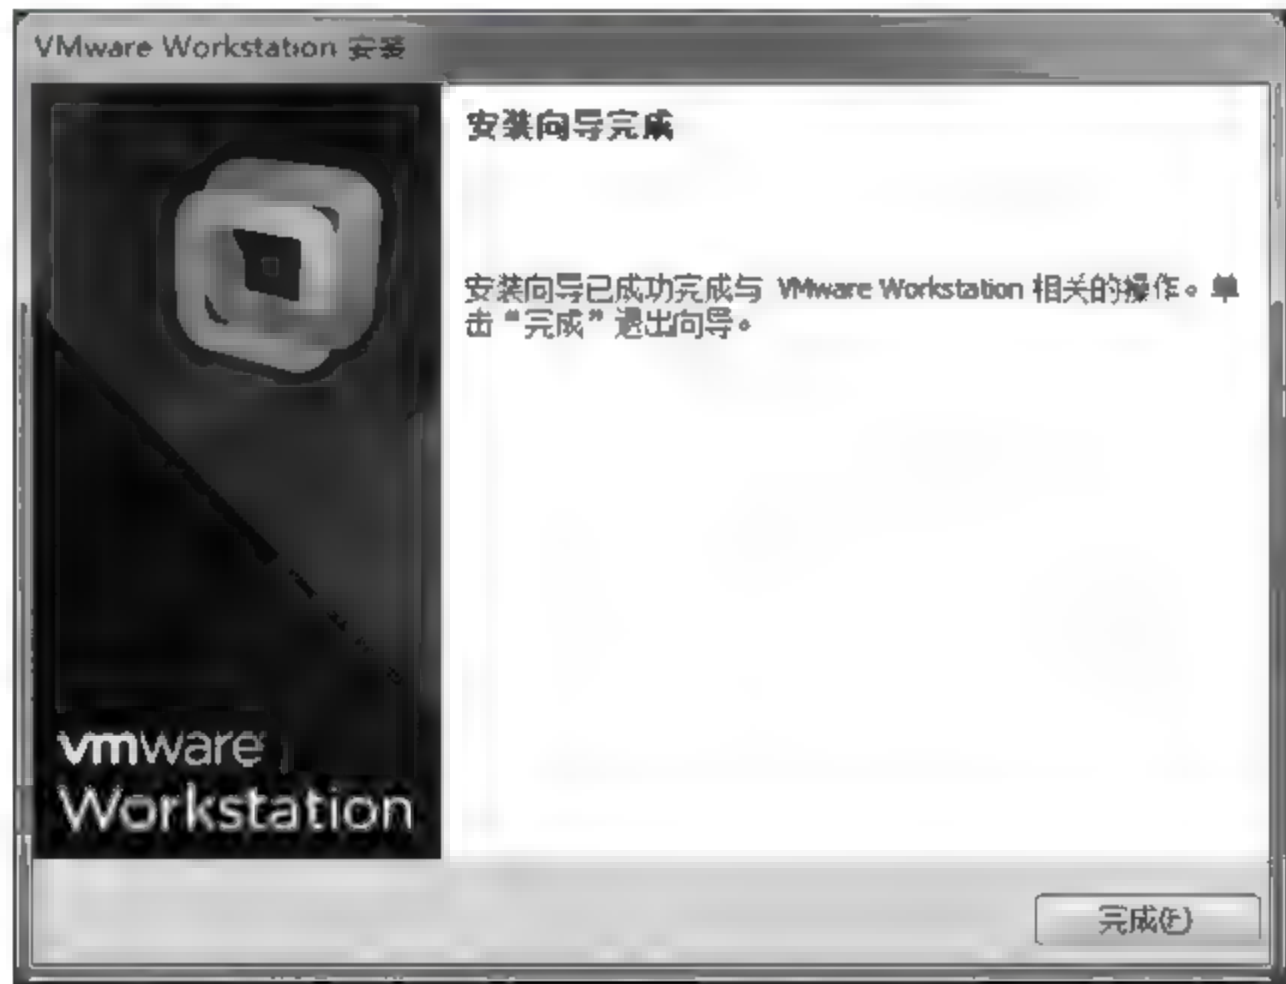 VMware Workstation 安装
安装向导完成
安装向导已成功完成与 VMware Workstation 相关的操作。单
击“完成”退出向导。
vmware
Workstation
完成(F)